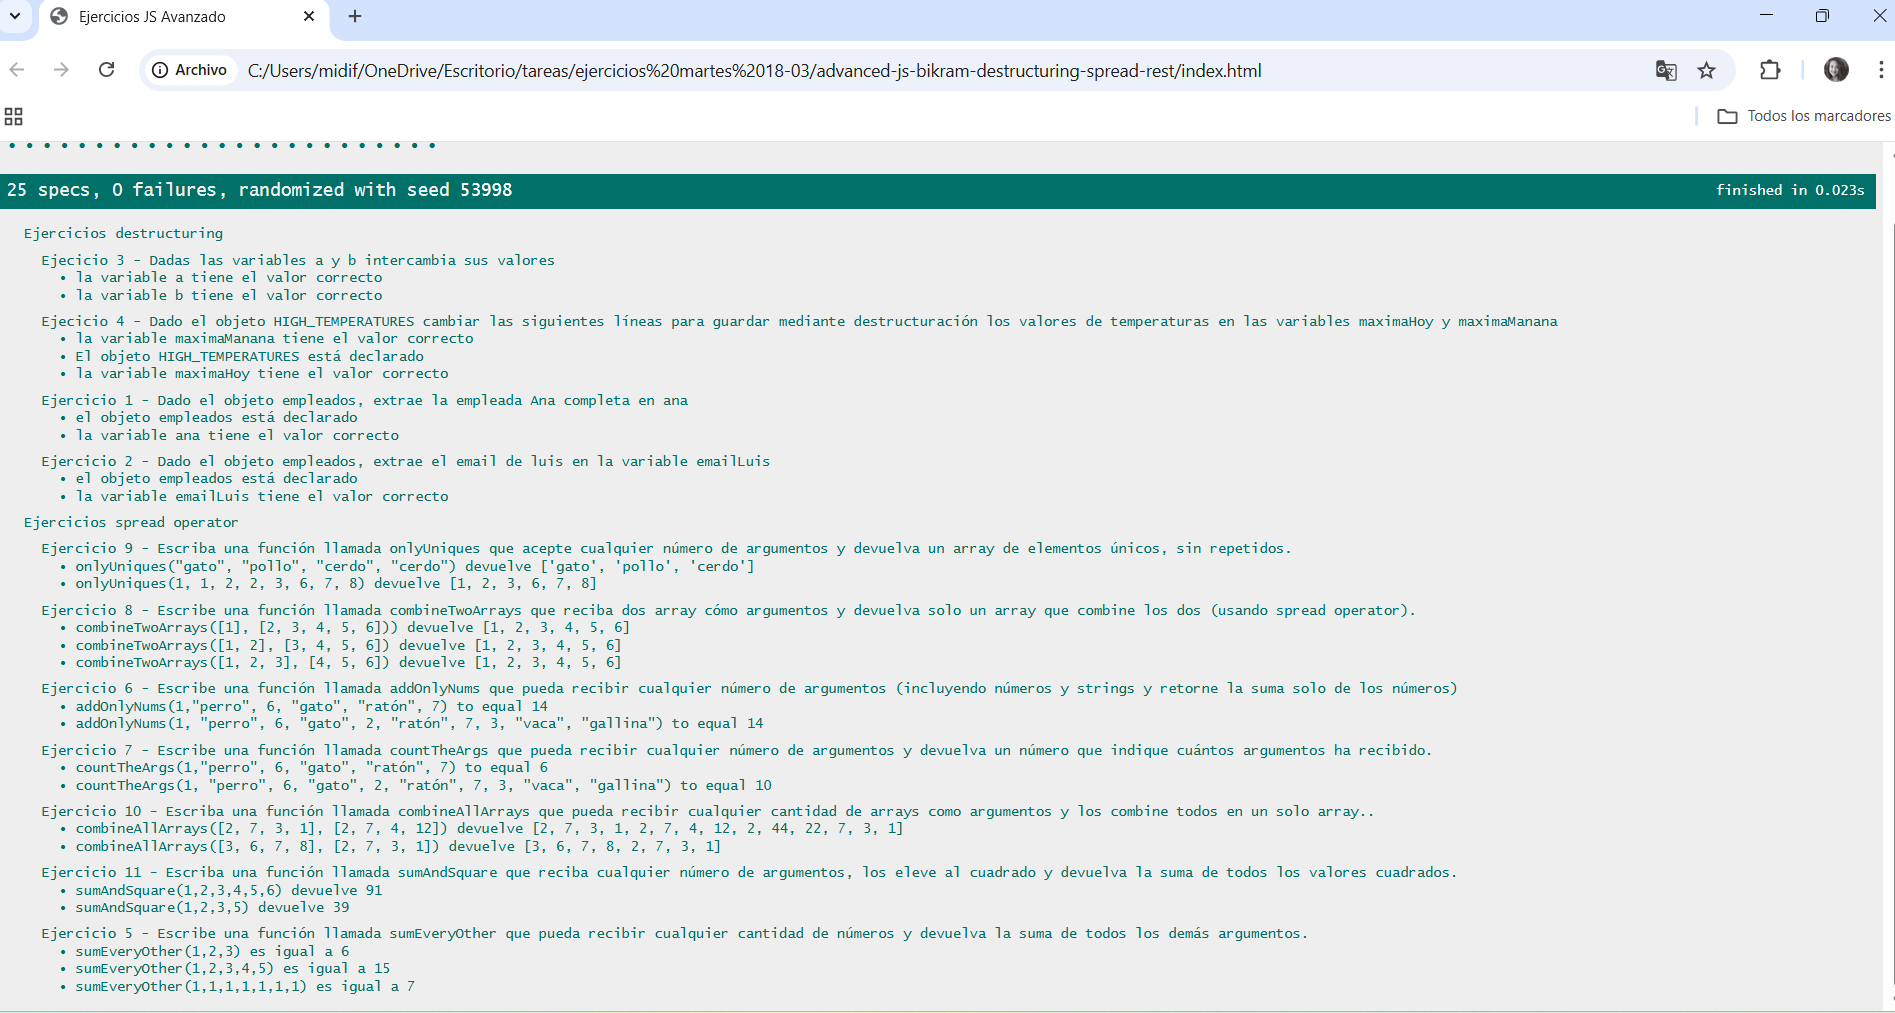 Ejercicios JS Avanzado
Archivo
C:/Users/midif/OneDrive/Escritorio/tareas/ejercicios%20martes%2018-03/advanced-js-bikram-destructuring-spread-rest/index.html
Todos los marcadores
25 specs, 0 failures, randomized with seed 53998
finished in 0.023s
Ejercicios destructuring
Ejecicio 3 - Dadas las variables a y b intercambia sus valores
• la variable a tiene el valor correcto
• la variable b tiene el valor correcto
Ejecicio 4 - Dado el objeto HIGH_TEMPERATURES cambiar las siguientes líneas para guardar mediante destructuración los valores de temperaturas en las variables maximaHoy y maximaManana
• la variable maximaManana tiene el valor correcto
• El objeto HIGH_TEMPERATURES está declarado
• la variable maximaHoy tiene el valor correcto
Ejercicio 1 - Dado el objeto empleados, extrae la empleada Ana completa en ana
• el objeto empleados está declarado
• la variable ana tiene el valor correcto
Ejercicio 2 - Dado el objeto empleados, extrae el email de luis en la variable emailLuis
• el objeto empleados está declarado
• la variable emailLuis tiene el valor correcto
Ejercicios spread operator
Ejercicio 9 - Escriba una función llamada onlyUniques que acepte cualquier número de argumentos y devuelva un array de elementos únicos, sin repetidos.
• onlyUniques("gato", "pollo", "cerdo", "cerdo") devuelve ['gato', 'pollo', 'cerdo']
• onlyUniques(1, 1, 2, 2, 3, 6, 7, 8) devuelve [1, 2, 3, 6, 7, 8]
Ejercicio 8 - Escribe una función llamada combineTwoArrays que reciba dos array cómo argumentos y devuelva solo un array que combine los dos (usando spread operator).
• combineTwoArrays([1], [2, 3, 4, 5, 6])) devuelve [1, 2, 3, 4, 5, 6]
• combineTwoArrays([1, 2], [3, 4, 5, 6]) devuelve [1, 2, 3, 4, 5, 6]
• combineTwoArrays([1, 2, 3], [4, 5, 6]) devuelve [1, 2, 3, 4, 5, 6]
Ejercicio 6 - Escribe una función llamada addOnlyNums que pueda recibir cualquier número de argumentos (incluyendo números y strings y retorne la suma solo de los números)
• addOnlyNums(1,"perro", 6, "gato", "ratón", 7) to equal 14
• addOnlyNums(1, "perro", 6, "gato", 2, "ratón", 7, 3, "vaca", "gallina") to equal 14
Ejercicio 7 - Escribe una función llamada countTheArgs que pueda recibir cualquier número de argumentos y devuelva un número que indique cuántos argumentos ha recibido.
• countTheArgs(1,"perro", 6, "gato", "ratón", 7) to equal 6
• countTheArgs(1, "perro", 6, "gato", 2, "ratón", 7, 3, "vaca", "gallina") to equal 10
Ejercicio 10 - Escriba una función llamada combineAllArrays que pueda recibir cualquier cantidad de arrays como argumentos y los combine todos en un solo array..
• combineAllArrays([2, 7, 3, 1], [2, 7, 4, 12]) devuelve [2, 7, 3, 1, 2, 7, 4, 12, 2, 44, 22, 7, 3, 1]
• combineAllArrays([3, 6, 7, 8], [2, 7, 3, 1]) devuelve [3, 6, 7, 8, 2, 7, 3, 1]
Ejercicio 11 - Escriba una función llamada sumAndSquare que reciba cualquier número de argumentos, los eleve al cuadrado y devuelva la suma de todos los valores cuadrados.
• sumAndSquare(1,2,3,4,5,6) devuelve 91
• sumAndSquare(1,2,3,5) devuelve 39
Ejercicio 5 - Escribe una función llamada sumEveryOther que pueda recibir cualquier cantidad de números y devuelva la suma de todos los demás argumentos.
• sumEveryOther(1,2,3) es igual a 6
• sumEveryOther(1,2,3,4,5) es igual a 15
• sumEveryOther(1,1,1,1,1,1,1) es igual a 7